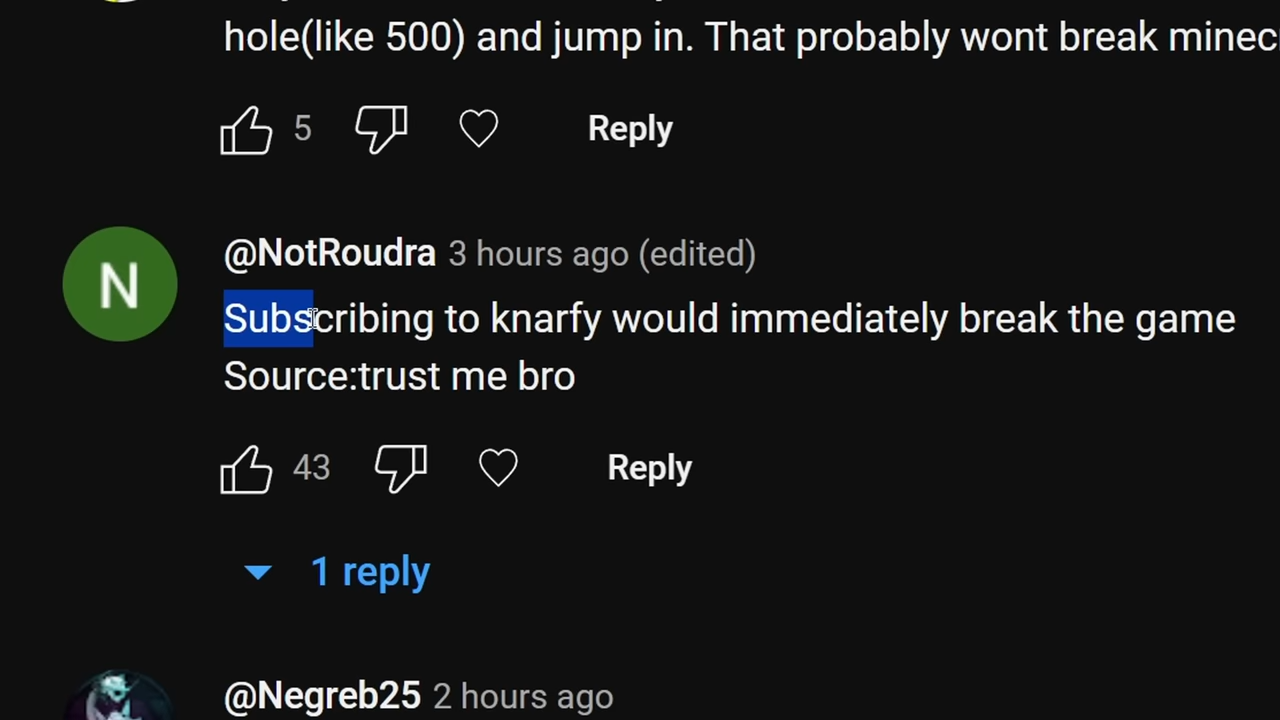 hole(like 500) and jump in. That probably wont break minec
5
Reply
N
@NotRoudra 3 hours ago (edited)
Subscribing to knarfy would immediately break the game
Source:trust me bro
43
Reply
1 reply
@Negreb25 2 hours ago